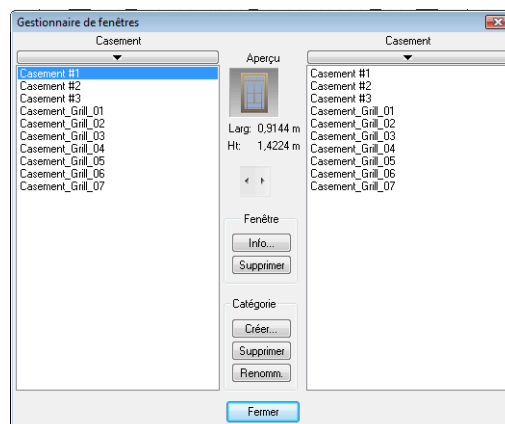 Gestionnaire de fenêtres
Casement
Casement #1
Casement #2
Casement #3
Casement_Grill_01
Casement_Grill_02
Casement_Grill_03
Casement_Grill_04
Casement_Grill_05
Casement_Grill_06
Casement_Grill_07
Aperçu
Larg: 0,9144 m
Ht: 1,4224 m
Fenêtre
Info...
Supprimer
Catégorie
Créer...
Supprimer
Renomm.
Fermer
Casement
Casement #1
Casement #2
Casement #3
Casement_Grill_01
Casement_Grill_02
Casement_Grill_03
Casement_Grill_04
Casement_Grill_05
Casement_Grill_06
Casement_Grill_07